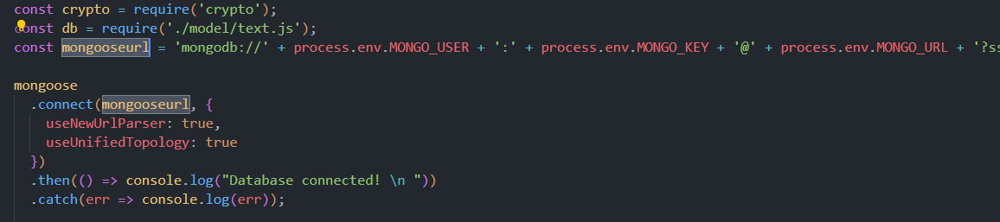 const crypto = require('crypto');
const db = require('./model/text.js');
const mongooseurl = 'mongodb://' + process.env.MONGO_USER + ':' + process.env.MONGO_KEY + '@' + process.env.MONGO_URL + '?ss
mongoose
.connect(mongooseurl, {
useNewUrlParser: true,
useUnifiedTopology: true
})
.then(() => console.log("Database connected! \n "))
.catch(err => console.log(err));